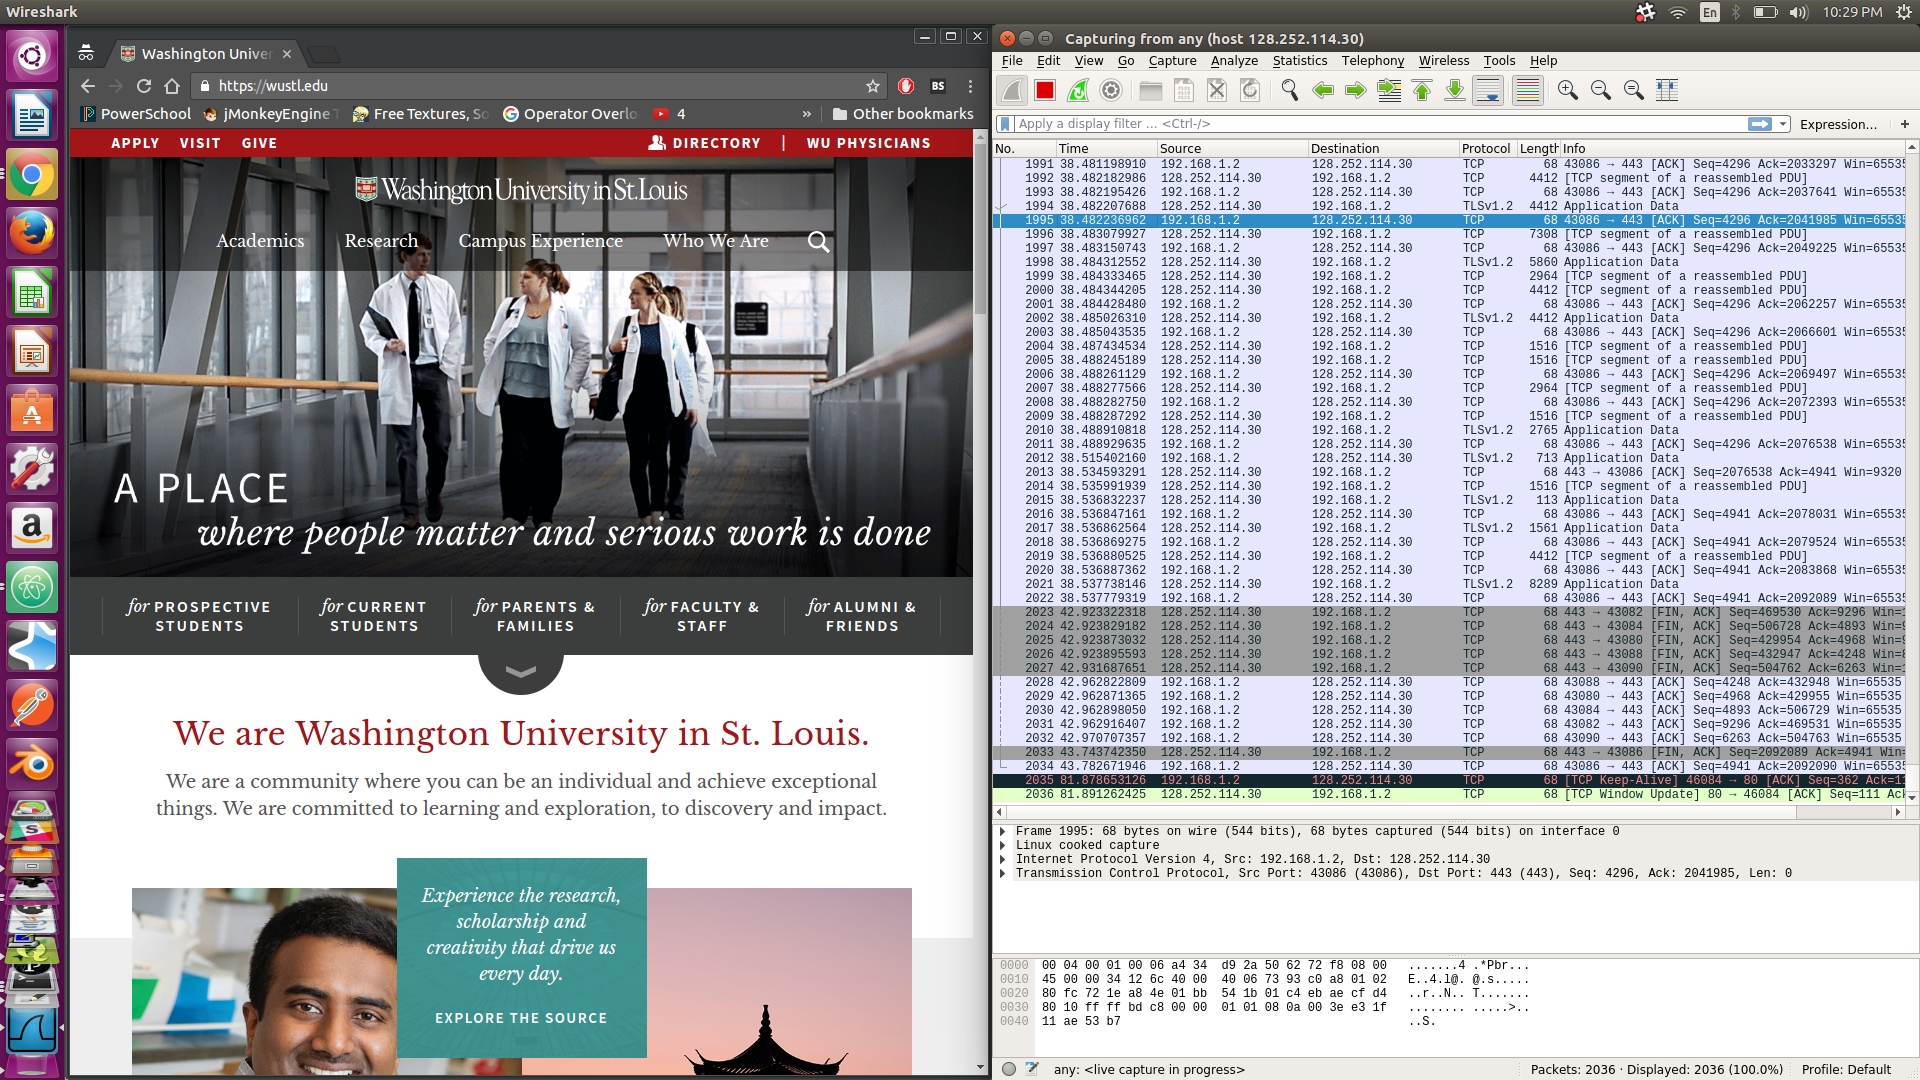 Wireshark
En
10:29 PM
Washington Univer
https://wustl.edu
BS
PowerSchool
jMonkeyEngine
Free Textures, So
Operator Overlo
4
»
Other bookmarks
APPLY
VISIT
GIVE
DIRECTORY | WU PHYSICIANS
Washington University in St. Louis
Academics
Research
Campus Experience
Who We Are
A PLACE
where people matter and serious work is done
for PROSPECTIVE
STUDENTS
for CURRENT
STUDENTS
for PARENTS &
FAMILIES
for FACULTY &
STAFF
for ALUMNI &
FRIENDS
We are Washington University in St. Louis.
We are a community where you can be an individual and achieve exceptional
things. We are committed to learning and exploration, to discovery and impact.
Experience the research,
scholarship and
creativity that drive us
every day.
EXPLORE THE SOURCE
Capturing from any (host 128.252.114.30)
File Edit View Go Capture Analyze Statistics Telephony Wireless Tools Help
Apply a display filter ... <Ctrl-/>
Expression... +
No. Time Source Destination Protocol Length Info
1991 38.481198910 192.168.1.2 128.252.114.30 TCP 68 43086 → 443 [ACK] Seq=4296 Ack=2033297 Win=65535
1992 38.482182986 128.252.114.30 192.168.1.2 TCP 4412 [TCP segment of a reassembled PDU]
1993 38.482195426 192.168.1.2 128.252.114.30 TCP 68 43086 → 443 [ACK] Seq=4296 Ack=2037641 Win=65535
1994 38.482207688 128.252.114.30 192.168.1.2 TLSv1.2 4412 Application Data
1995 38.482236962 192.168.1.2 128.252.114.30 TCP 68 43086 → 443 [ACK] Seq=4296 Ack=2041985 Win=65535
1996 38.483079927 128.252.114.30 192.168.1.2 TCP 7308 [TCP segment of a reassembled PDU]
1997 38.483150743 192.168.1.2 128.252.114.30 TCP 68 43086 → 443 [ACK] Seq=4296 Ack=2049225 Win=65535
1998 38.484312552 128.252.114.30 192.168.1.2 TLSv1.2 5860 Application Data
1999 38.484333465 128.252.114.30 192.168.1.2 TCP 2964 [TCP segment of a reassembled PDU]
2000 38.484344205 128.252.114.30 192.168.1.2 TCP 4412 [TCP segment of a reassembled PDU]
2001 38.484428480 192.168.1.2 128.252.114.30 TCP 68 43086 → 443 [ACK] Seq=4296 Ack=2062257 Win=65535
2002 38.485026310 128.252.114.30 192.168.1.2 TLSv1.2 4412 Application Data
2003 38.485043535 192.168.1.2 128.252.114.30 TCP 68 43086 → 443 [ACK] Seq=4296 Ack=2066601 Win=65535
2004 38.487434534 128.252.114.30 192.168.1.2 TCP 1516 [TCP segment of a reassembled PDU]
2005 38.488245189 128.252.114.30 192.168.1.2 TCP 1516 [TCP segment of a reassembled PDU]
2006 38.488261129 192.168.1.2 128.252.114.30 TCP 68 43086 → 443 [ACK] Seq=4296 Ack=2069497 Win=65535
2007 38.488277566 128.252.114.30 192.168.1.2 TCP 2964 [TCP segment of a reassembled PDU]
2008 38.488282750 192.168.1.2 128.252.114.30 TCP 68 43086 → 443 [ACK] Seq=4296 Ack=2072393 Win=65535
2009 38.488287292 128.252.114.30 192.168.1.2 TCP 1516 [TCP segment of a reassembled PDU]
2010 38.488910818 128.252.114.30 192.168.1.2 TLSv1.2 2765 Application Data
2011 38.488929635 192.168.1.2 128.252.114.30 TCP 68 43086 → 443 [ACK] Seq=4296 Ack=2076538 Win=65535
2012 38.515402160 192.168.1.2 128.252.114.30 TLSv1.2 713 Application Data
2013 38.534593291 128.252.114.30 192.168.1.2 TCP 68 443 → 43086 [ACK] Seq=2076538 Ack=4941 Win=9320
2014 38.535991939 128.252.114.30 192.168.1.2 TCP 1516 [TCP segment of a reassembled PDU]
2015 38.536832237 128.252.114.30 192.168.1.2 TLSv1.2 113 Application Data
2016 38.536847161 192.168.1.2 128.252.114.30 TCP 68 43086 → 443 [ACK] Seq=4941 Ack=2078031 Win=65535
2017 38.536862564 128.252.114.30 192.168.1.2 TLSv1.2 1561 Application Data
2018 38.536869275 192.168.1.2 128.252.114.30 TCP 68 43086 → 443 [ACK] Seq=4941 Ack=2079524 Win=65535
2019 38.536880525 128.252.114.30 192.168.1.2 TCP 4412 [TCP segment of a reassembled PDU]
2020 38.536887362 192.168.1.2 128.252.114.30 TCP 68 43086 → 443 [ACK] Seq=4941 Ack=2083868 Win=65535
2021 38.537738146 128.252.114.30 192.168.1.2 TLSv1.2 8289 Application Data
2022 38.537779319 192.168.1.2 128.252.114.30 TCP 68 43086 → 443 [ACK] Seq=4941 Ack=2092089 Win=65535
2023 42.923322318 128.252.114.30 192.168.1.2 TCP 68 443 → 43082 [FIN, ACK] Seq=469530 Ack=9296 Win=1
2024 42.923829182 128.252.114.30 192.168.1.2 TCP 68 443 → 43084 [FIN, ACK] Seq=506728 Ack=4893 Win=9
2025 42.923873032 128.252.114.30 192.168.1.2 TCP 68 443 → 43080 [FIN, ACK] Seq=429954 Ack=4968 Win=9
2026 42.923895593 128.252.114.30 192.168.1.2 TCP 68 443 → 43088 [FIN, ACK] Seq=432947 Ack=4248 Win=8
2027 42.931687651 128.252.114.30 192.168.1.2 TCP 68 443 → 43090 [FIN, ACK] Seq=504762 Ack=6263 Win=1
2028 42.962822809 192.168.1.2 128.252.114.30 TCP 68 43088 → 443 [ACK] Seq=4248 Ack=432948 Win=65535
2029 42.962871365 192.168.1.2 128.252.114.30 TCP 68 43080 → 443 [ACK] Seq=4968 Ack=429955 Win=65535
2030 42.962898050 192.168.1.2 128.252.114.30 TCP 68 43084 → 443 [ACK] Seq=4893 Ack=506729 Win=65535
2031 42.962916407 192.168.1.2 128.252.114.30 TCP 68 43082 → 443 [ACK] Seq=9296 Ack=469531 Win=65535
2032 42.970707357 192.168.1.2 128.252.114.30 TCP 68 43090 → 443 [ACK] Seq=6263 Ack=504763 Win=65535
2033 43.743742350 128.252.114.30 192.168.1.2 TCP 68 443 → 43086 [FIN, ACK] Seq=2092089 Ack=4941 Win=
2034 43.782671946 192.168.1.2 128.252.114.30 TCP 68 43086 → 443 [ACK] Seq=4941 Ack=2092090 Win=65535
2035 81.878653126 192.168.1.2 128.252.114.30 TCP 68 [TCP Keep-Alive] 46084 → 80 [ACK] Seq=362 Ack=11
2036 81.891262425 128.252.114.30 192.168.1.2 TCP 68 [TCP Window Update] 80 → 46084 [ACK] Seq=111 Ack
Frame 1995: 68 bytes on wire (544 bits), 68 bytes captured (544 bits) on interface 0
Linux cooked capture
Internet Protocol Version 4, Src: 192.168.1.2, Dst: 128.252.114.30
Transmission Control Protocol, Src Port: 43086 (43086), Dst Port: 443 (443), Seq: 4296, Ack: 2041985, Len: 0
0000 00 04 00 01 00 06 a4 34 d9 2a 50 62 72 f8 08 00 .......4 .*Pbr...
0010 45 00 00 34 12 6c 40 00 40 06 73 93 c0 a8 01 02 E..4.l@. @.s.....
0020 80 fc 72 1e a8 4e 01 bb 54 1b 01 c4 eb ae cf d4 ..r..N.. T.......
0030 80 10 ff ff bd c8 00 00 01 01 08 0a 00 3e e3 1f ........ .....>..
0040 11 ae 53 b7 ..S.
any: <live capture in progress>
Packets: 2036 · Displayed: 2036 (100.0%)
Profile: Default